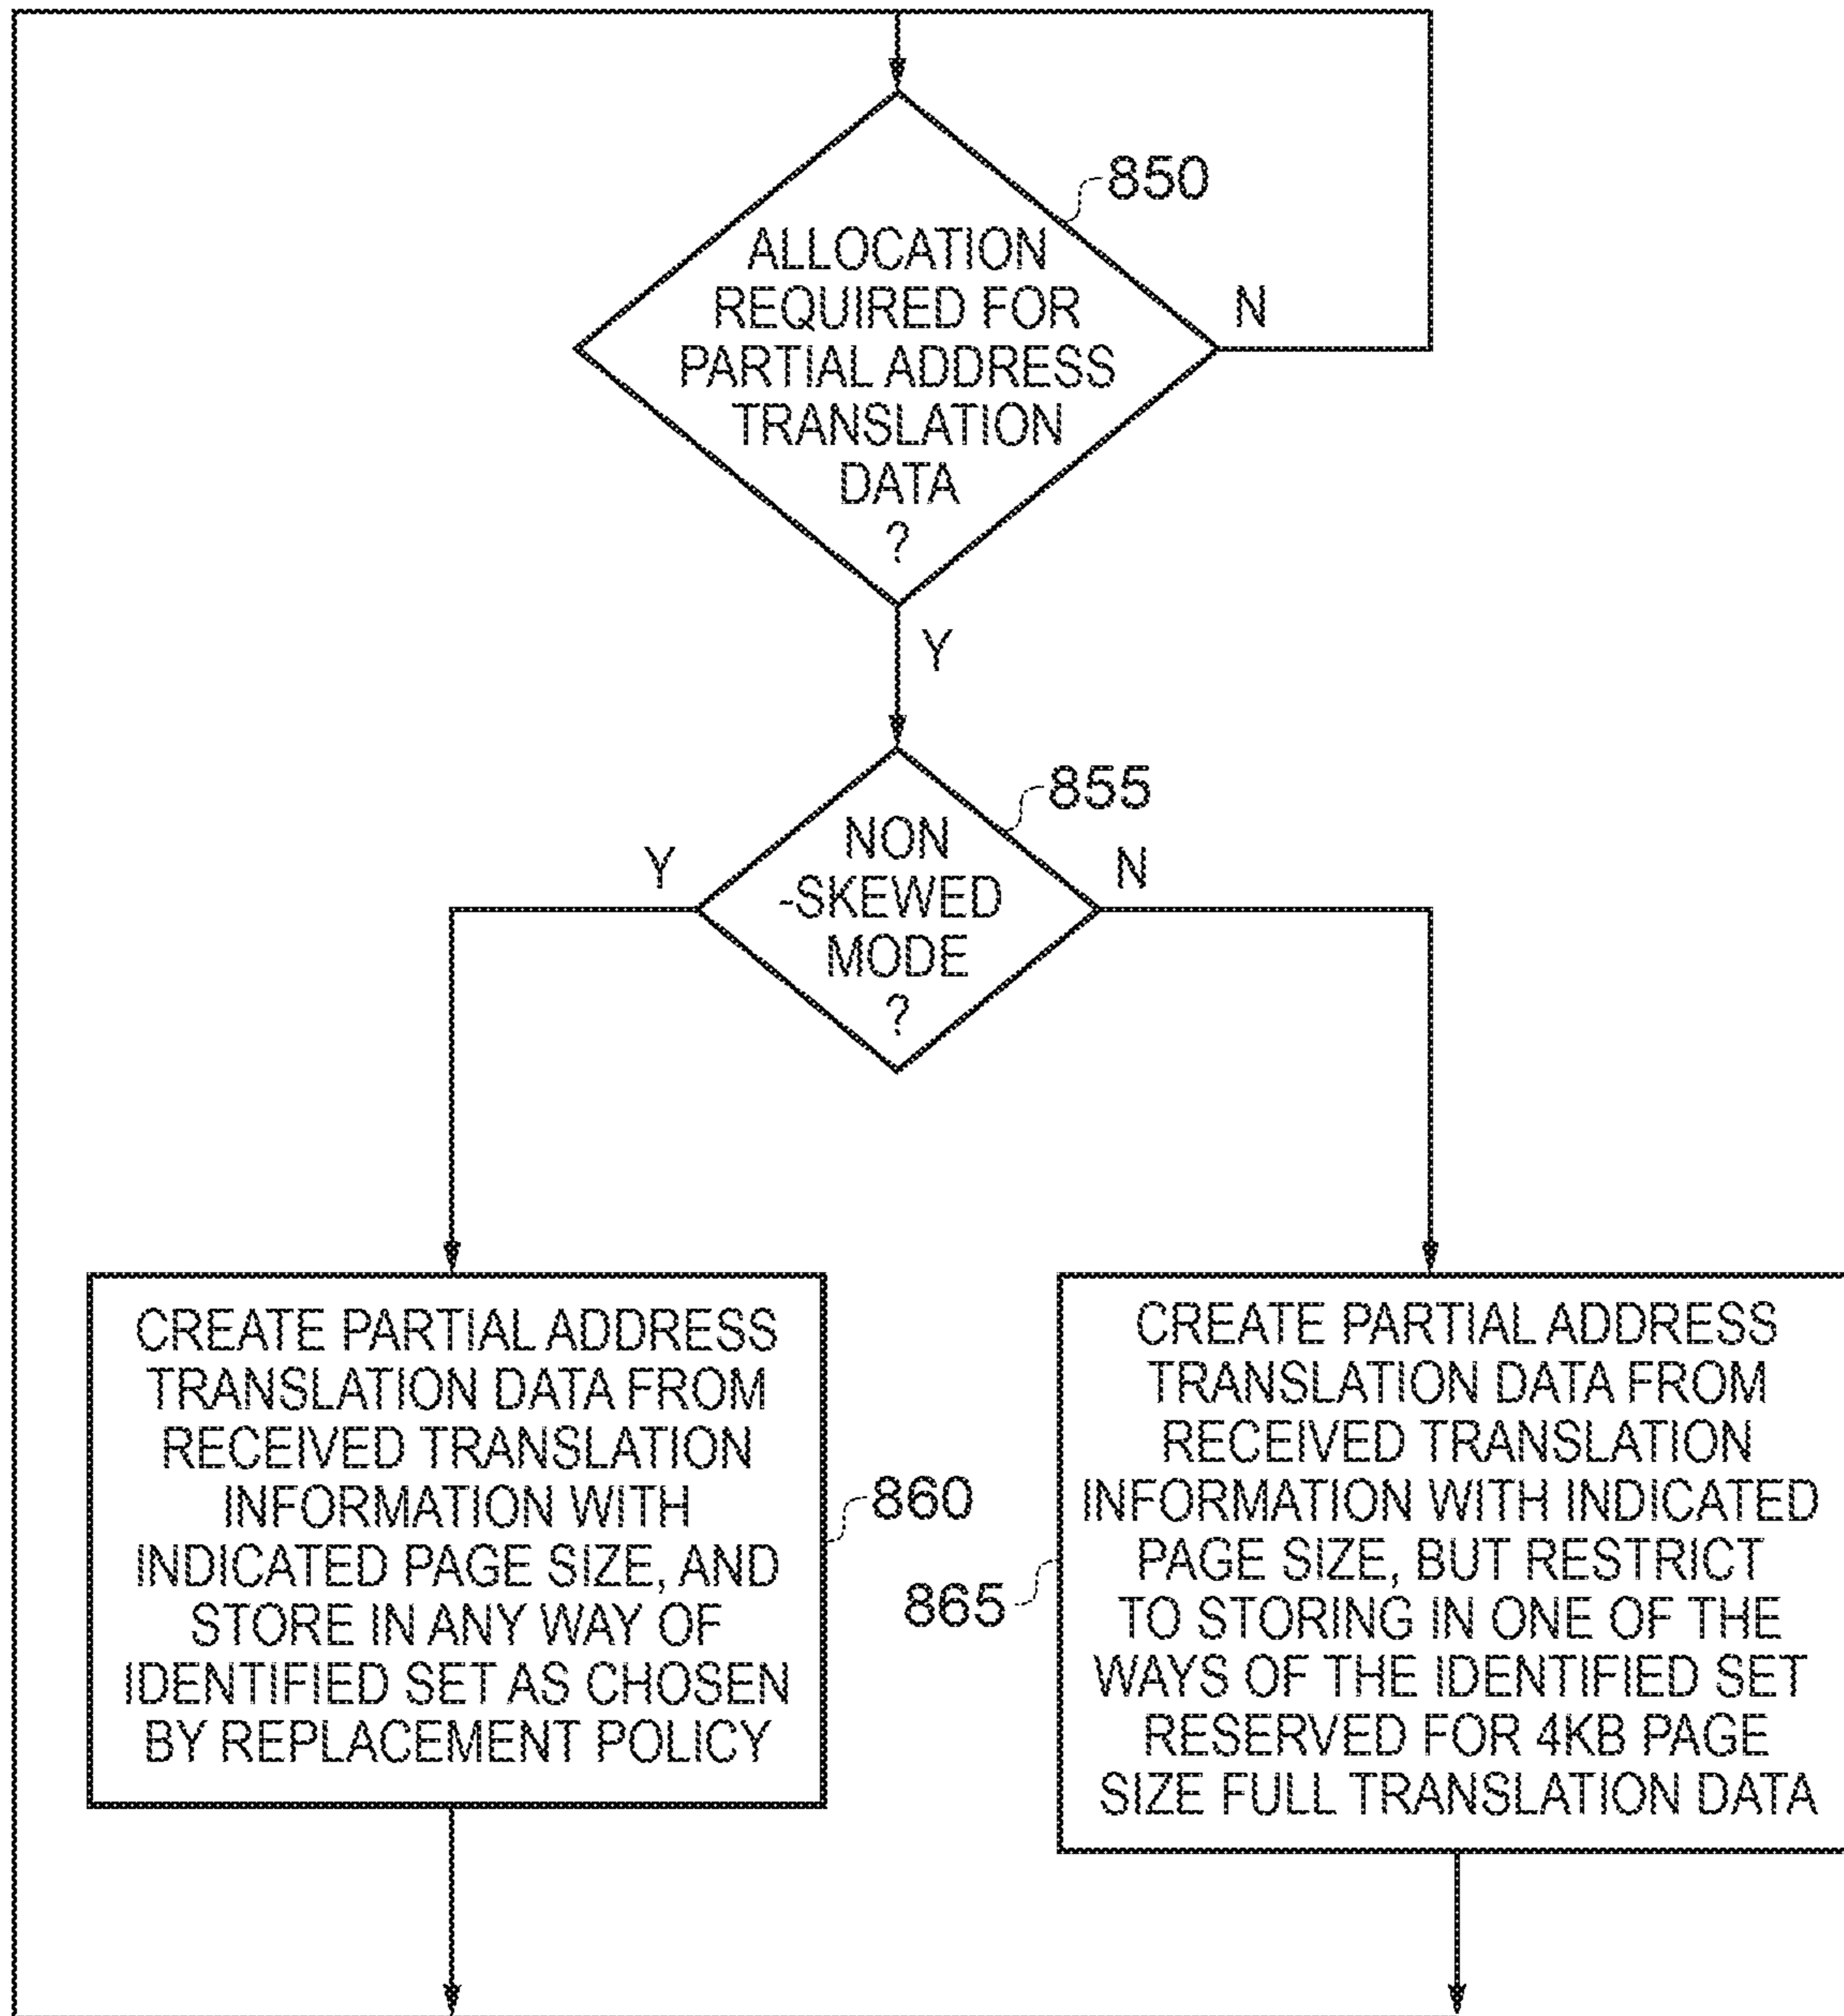 850
ALLOCATION
REQUIRED FOR
PARTIAL ADDRESS
TRANSLATION
DATA
?
N
Y
855
NON
-SKEWED
MODE
?
Y
N
CREATE PARTIAL ADDRESS
TRANSLATION DATA FROM
RECEIVED TRANSLATION
INFORMATION WITH
INDICATED PAGE SIZE, AND
STORE IN ANY WAY OF
IDENTIFIED SET AS CHOSEN
BY REPLACEMENT POLICY
860
CREATE PARTIAL ADDRESS
TRANSLATION DATA FROM
RECEIVED TRANSLATION
INFORMATION WITH INDICATED
PAGE SIZE, BUT RESTRICT
TO STORING IN ONE OF THE
WAYS OF THE IDENTIFIED SET
RESERVED FOR 4KB PAGE
SIZE FULL TRANSLATION DATA
865